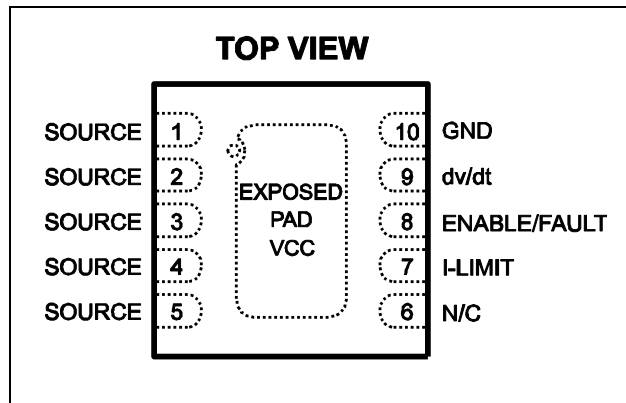 TOP VIEW
SOURCE 1
SOURCE 2
SOURCE 3
SOURCE 4
SOURCE 5
EXPOSED
PAD
VCC
10 GND
9 dv/dt
8 ENABLE/FAULT
7 I-LIMIT
6 N/C